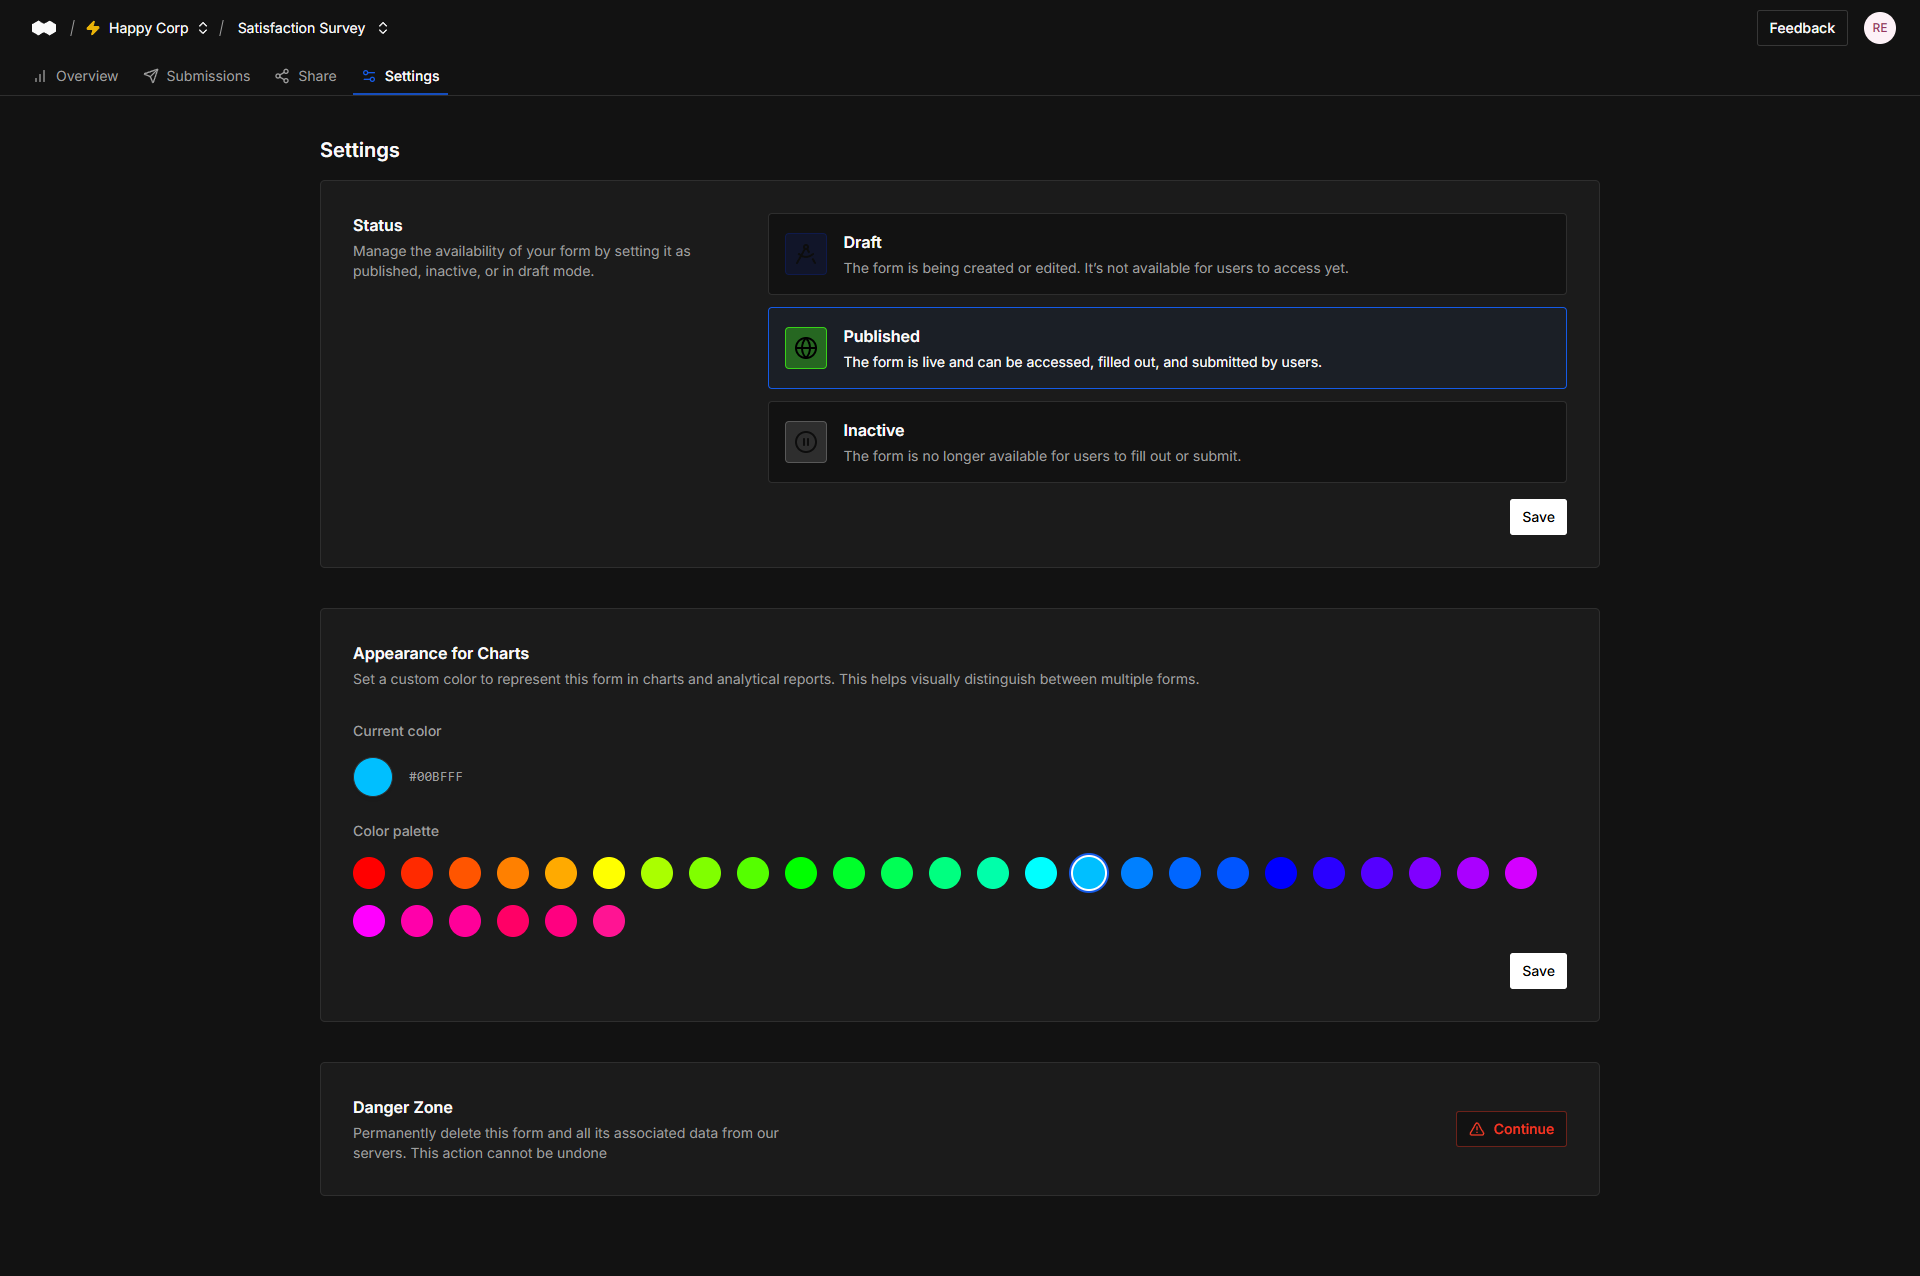 / Happy Corp / Satisfaction Survey
Feedback
RE
Overview
Submissions
Share
Settings
Settings
Status
Manage the availability of your form by setting it as
published, inactive, or in draft mode.
Draft
The form is being created or edited. It’s not available for users to access yet.
Published
The form is live and can be accessed, filled out, and submitted by users.
Inactive
The form is no longer available for users to fill out or submit.
Save
Appearance for Charts
Set a custom color to represent this form in charts and analytical reports. This helps visually distinguish between multiple forms.
Current color
#00BFFF
Color palette
Save
Danger Zone
Permanently delete this form and all its associated data from our
servers. This action cannot be undone
Continue